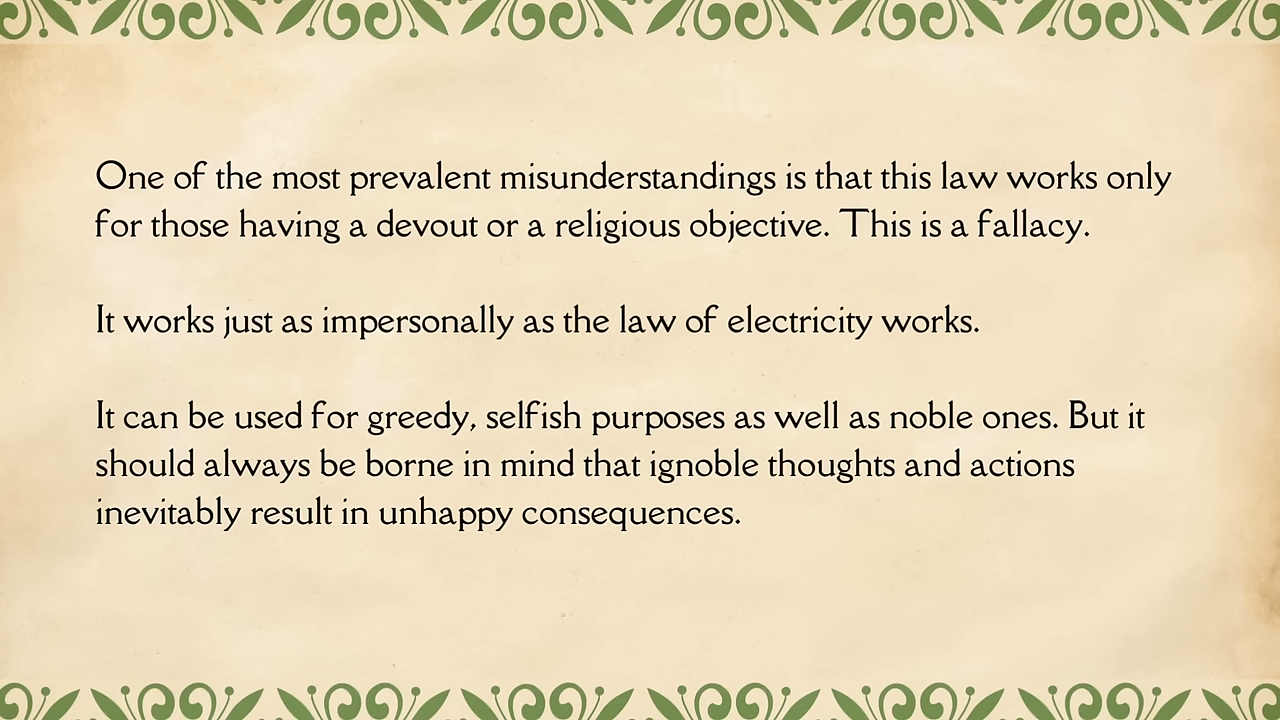 One of the most prevalent misunderstandings is that this law works only
for those having a devout or a religious objective. This is a fallacy.
It works just as impersonally as the law of electricity works.
It can be used for greedy, selfish purposes as well as noble ones. But it
should always be borne in mind that ignoble thoughts and actions
inevitably result in unhappy consequences.